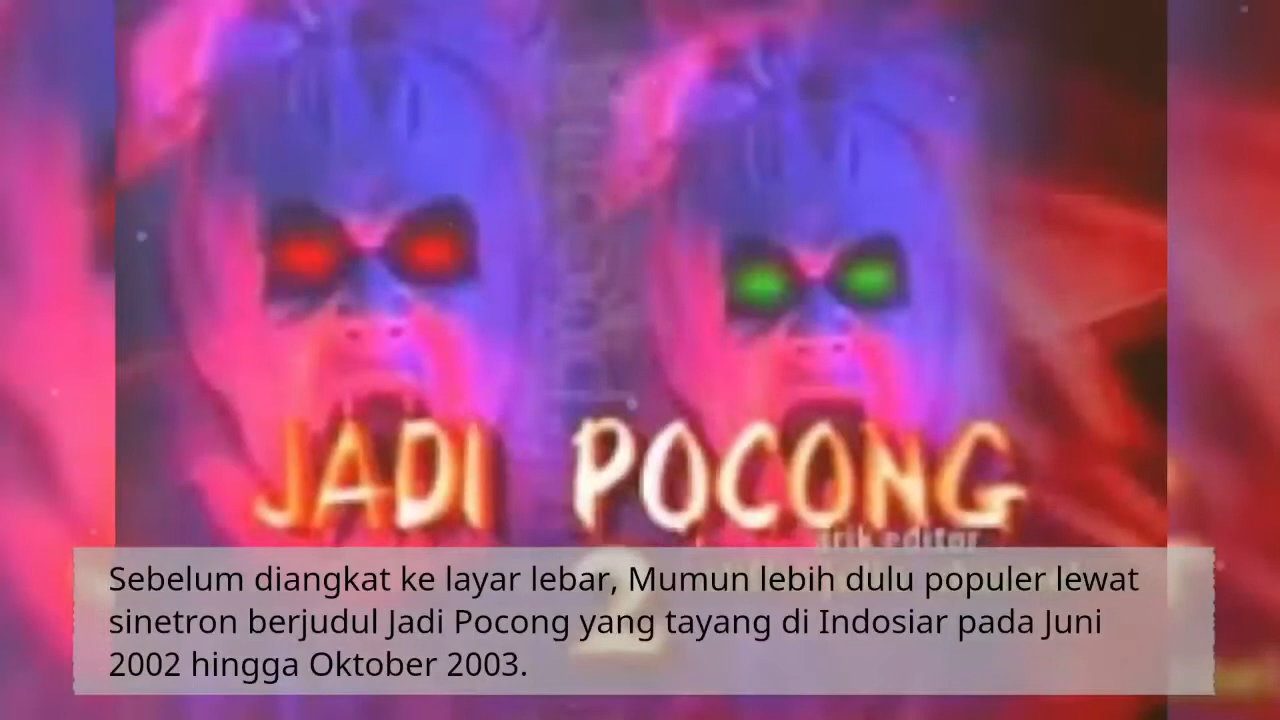 JADI POCONG
2
Sebelum diangkat ke layar lebar, Mumun lebih dulu populer lewat
sinetron berjudul Jadi Pocong yang tayang di Indosiar pada Juni
2002 hingga Oktober 2003.